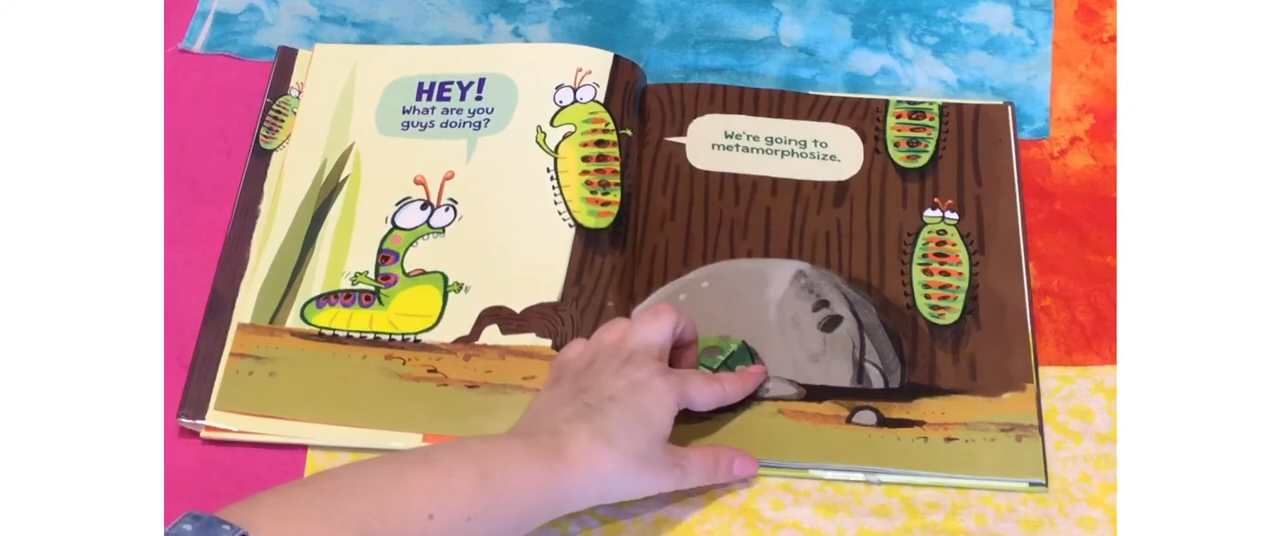 HEY!
What are you
guys doing?
We're going to
metamorphosize.